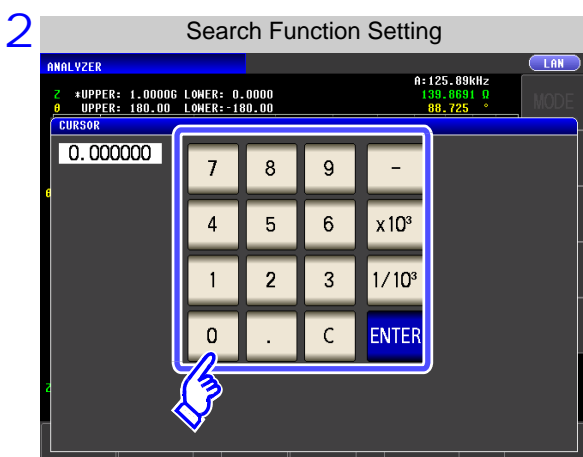 2
Search Function Setting
ANALYZER
LAN
A:125.89kHz
Z *UPPER: 1.00006 LOWER: 0.0000 139.8691 Ω
θ UPPER: 180.00 LOWER:-180.00 88.725 °
MODE
CURSOR
0.000000
7 8 9 -
θ
4 5 6 x10³
1 2 3 1/10³
0 . C ENTER
Z